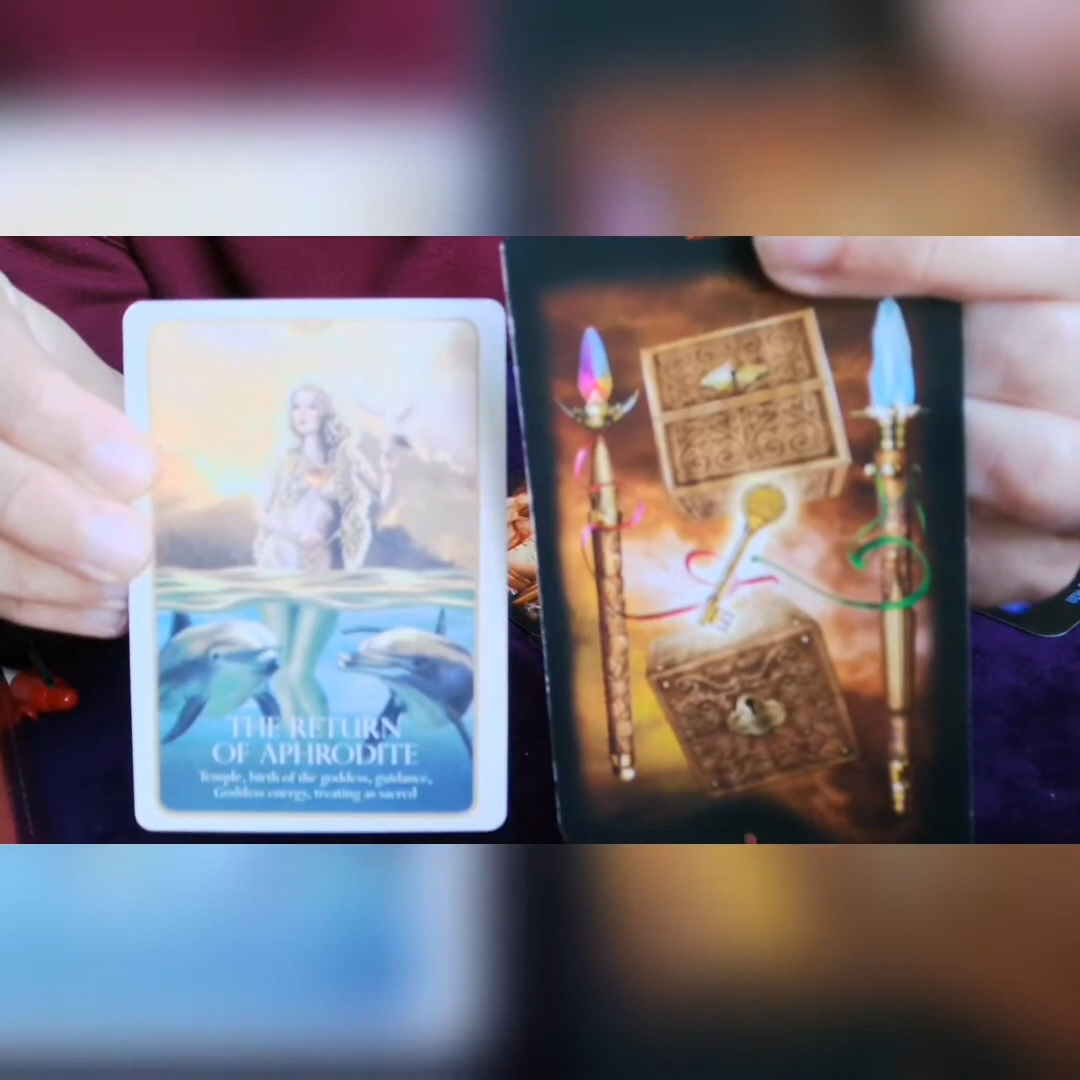 THE RETURN
OF APHRODITE
Temple, birth of the goddess, guidance,
Goddess energy, treating as sacred